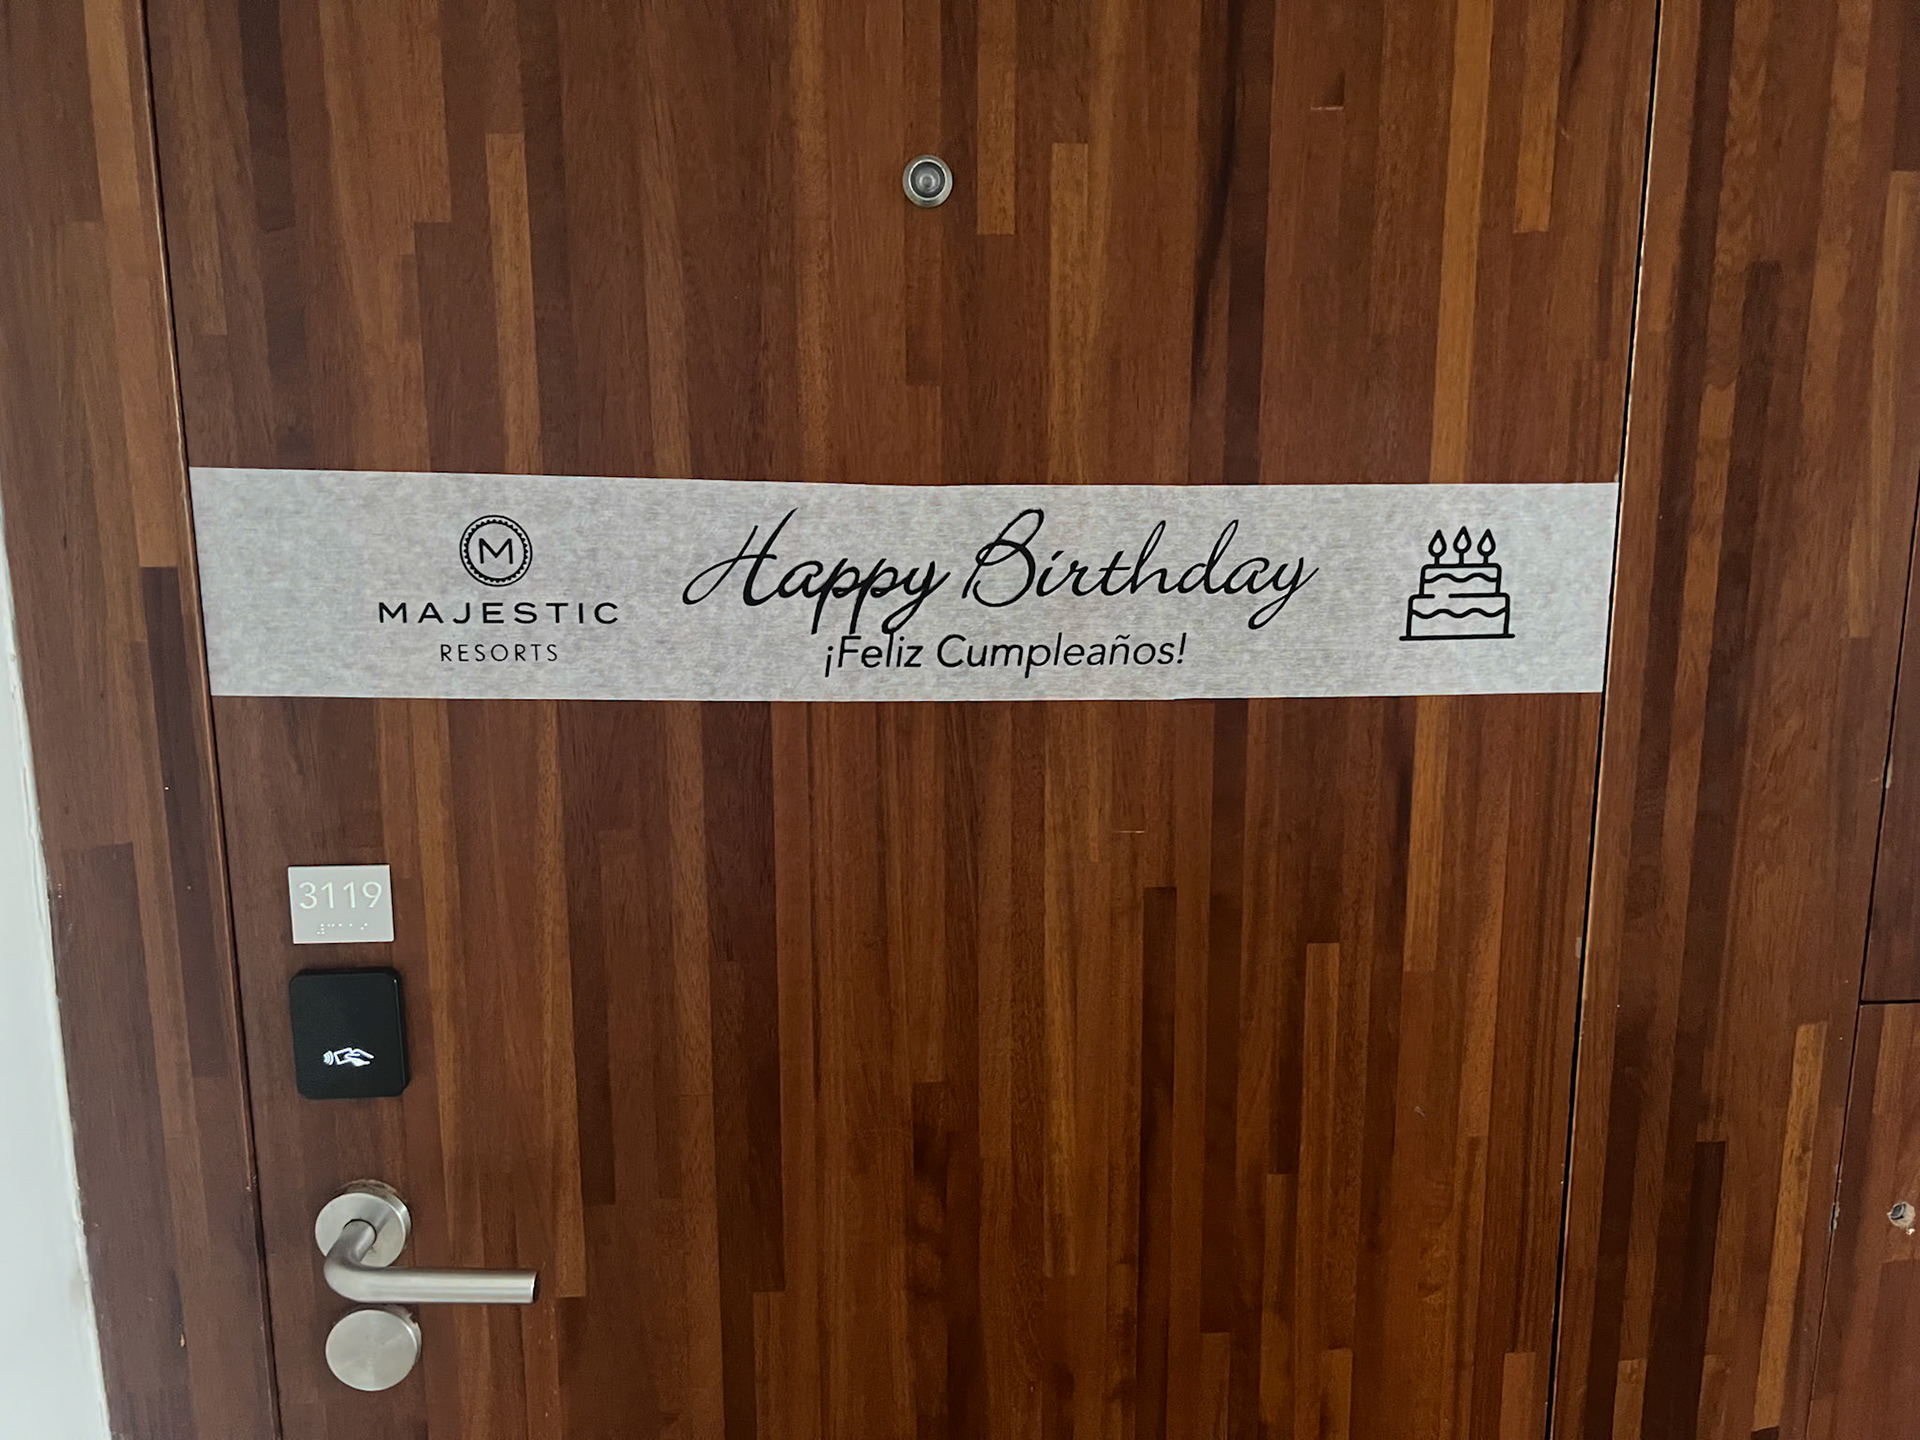 M
MAJESTIC
RESORTS
Happy Birthday
¡Feliz Cumpleaños!
3119